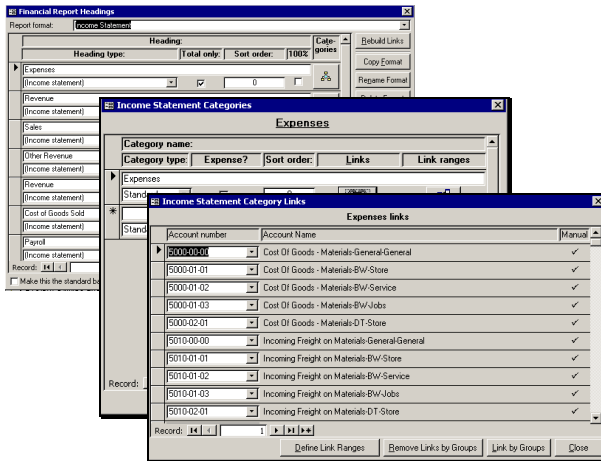 Financial Report Headings
Report format: Income Statement
Heading:
Cate-gories
Heading type: Total only: Sort order: 100%
Rebuild Links
Copy Format
Rename Format
Expenses
(Income statement) 0
Revenue
(Income statement)
Sales
(Income statement)
Other Revenue
(Income statement)
Revenue
(Income statement)
Cost of Goods Sold
(Income statement)
Payroll
(Income statement)
Record:
Make this the standard ba
Income Statement Categories
Expenses
Category name:
Category type: Expense? Sort order: Links Link ranges
Expenses
Record:
Income Statement Category Links
Expenses links
Account number Account Name Manual
5000-00-00 Cost Of Goods - Materials-General-General
5000-01-01 Cost Of Goods - Materials-BW-Store
5000-01-02 Cost Of Goods - Materials-BW-Service
5000-01-03 Cost Of Goods - Materials-BW-Jobs
5000-02-01 Cost Of Goods - Materials-DT-Store
5010-00-00 Incoming Freight on Materials-General-General
5010-01-01 Incoming Freight on Materials-BW-Store
5010-01-02 Incoming Freight on Materials-BW-Service
5010-01-03 Incoming Freight on Materials-BW-Jobs
5010-02-01 Incoming Freight on Materials-DT-Store
Record: 1
Define Link Ranges Remove Links by Groups Link by Groups Close